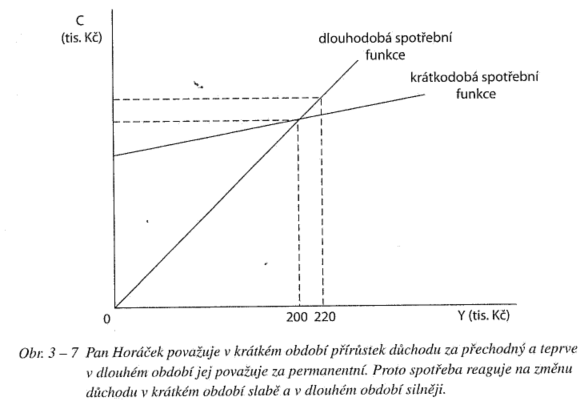 C
(tis. Kč)
dlouhodobá spotřební
funkce
krátkodobá spotřební
funkce
0
200 220
Y (tis. Kč)
Obr. 3 – 7 Pan Horáček považuje v krátkém období přírůstek důchodu za přechodný a teprve
v dlouhém období jej považuje za permanentní. Proto spotřeba reaguje na změnu
důchodu v krátkém období slabě a v dlouhém období silněji.